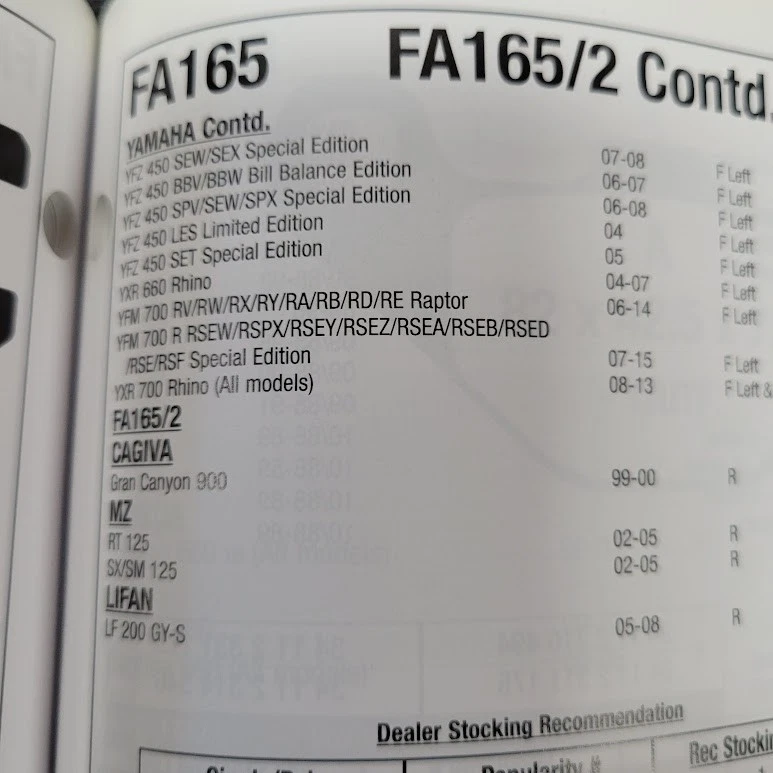 FA165 FA165/2 Contd.
YAMAHA Contd.
YFZ 450 SEW/SEX Special Edition 07-08 F Left
YFZ 450 BBV/BBW Bill Balance Edition 06-07 F Left
YFZ 450 SPV/SEW/SPX Special Edition 06-08 F Left
YFZ 450 LES Limited Edition 04 F Left
YFZ 450 SET Special Edition 05 F Left
YXR 660 Rhino 04-07 F Left
YFM 700 RV/RW/RX/RY/RA/RB/RD/RE Raptor 06-14 F Left
YFM 700 R RSEW/RSPX/RSEY/RSEZ/RSEA/RSEB/RSED
/RSE/RSF Special Edition 07-15 F Left
YXR 700 Rhino (All models) 08-13 F Left &
FA165/2
CAGIVA
Gran Canyon 900 99-00 R
MZ
RT 125 02-05 R
SX/SM 125 02-05 R
LIFAN
LF 200 GY-S 05-08 R
Dealer Stocking Recommendation
Popularity # Rec